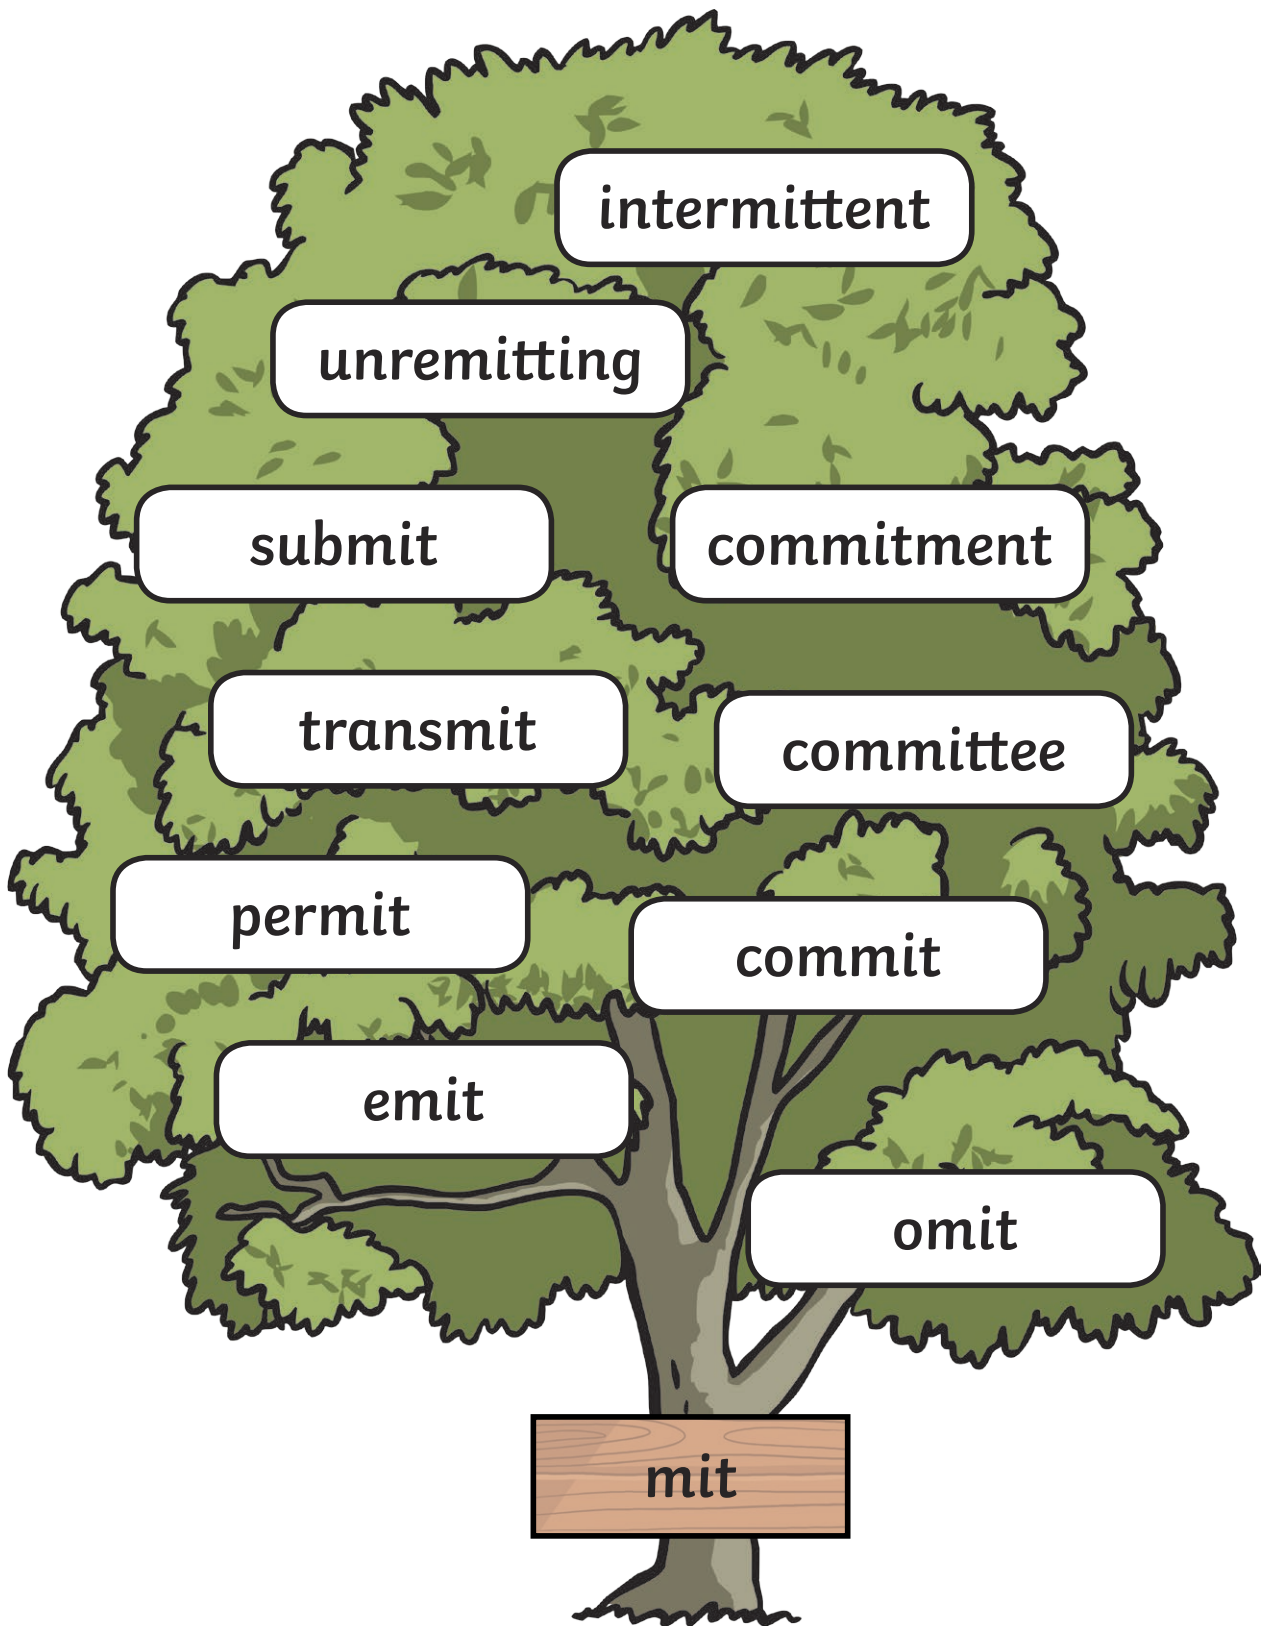 intermittent
unremitting
submit
commitment
transmit
committee
permit
commit
emit
omit
mit